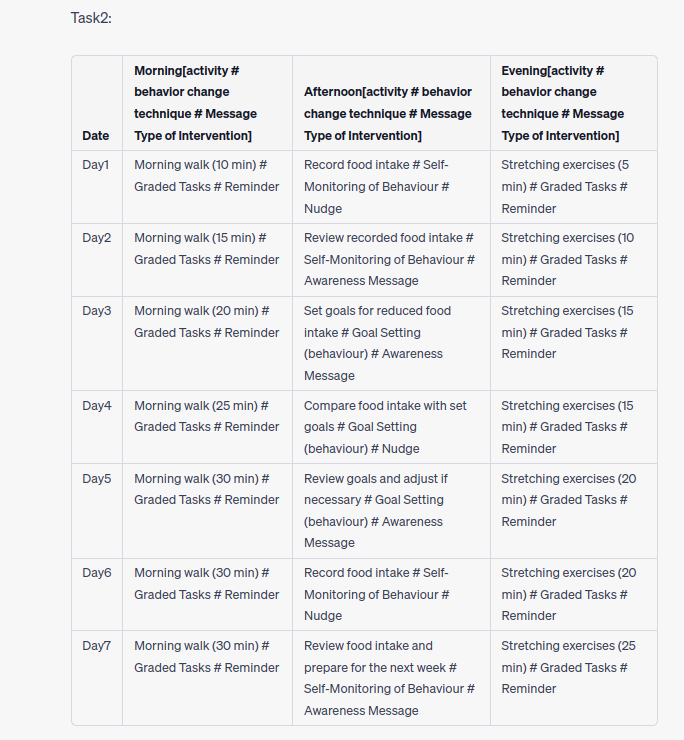 Task2:
Date
Morning[activity #
behavior change
technique # Message
Type of Intervention]
Afternoon[activity # behavior
change technique # Message
Type of Intervention]
Evening[activity #
behavior change
technique # Message
Type of Intervention]
Day1
Morning walk (10 min) #
Graded Tasks # Reminder
Record food intake # Self-
Monitoring of Behaviour #
Nudge
Stretching exercises (5
min) # Graded Tasks #
Reminder
Day2
Morning walk (15 min) #
Graded Tasks # Reminder
Review recorded food intake #
Self-Monitoring of Behaviour #
Awareness Message
Stretching exercises (10
min) # Graded Tasks #
Reminder
Day3
Morning walk (20 min) #
Graded Tasks # Reminder
Set goals for reduced food
intake # Goal Setting
(behaviour) # Awareness
Message
Stretching exercises (15
min) # Graded Tasks #
Reminder
Day4
Morning walk (25 min) #
Graded Tasks # Reminder
Compare food intake with set
goals # Goal Setting
(behaviour) # Nudge
Stretching exercises (15
min) # Graded Tasks #
Reminder
Day5
Morning walk (30 min) #
Graded Tasks # Reminder
Review goals and adjust if
necessary # Goal Setting
(behaviour) # Awareness
Message
Stretching exercises (20
min) # Graded Tasks #
Reminder
Day6
Morning walk (30 min) #
Graded Tasks # Reminder
Record food intake # Self-
Monitoring of Behaviour #
Nudge
Stretching exercises (20
min) # Graded Tasks #
Reminder
Day7
Morning walk (30 min) #
Graded Tasks # Reminder
Review food intake and
prepare for the next week #
Self-Monitoring of Behaviour #
Awareness Message
Stretching exercises (25
min) # Graded Tasks #
Reminder